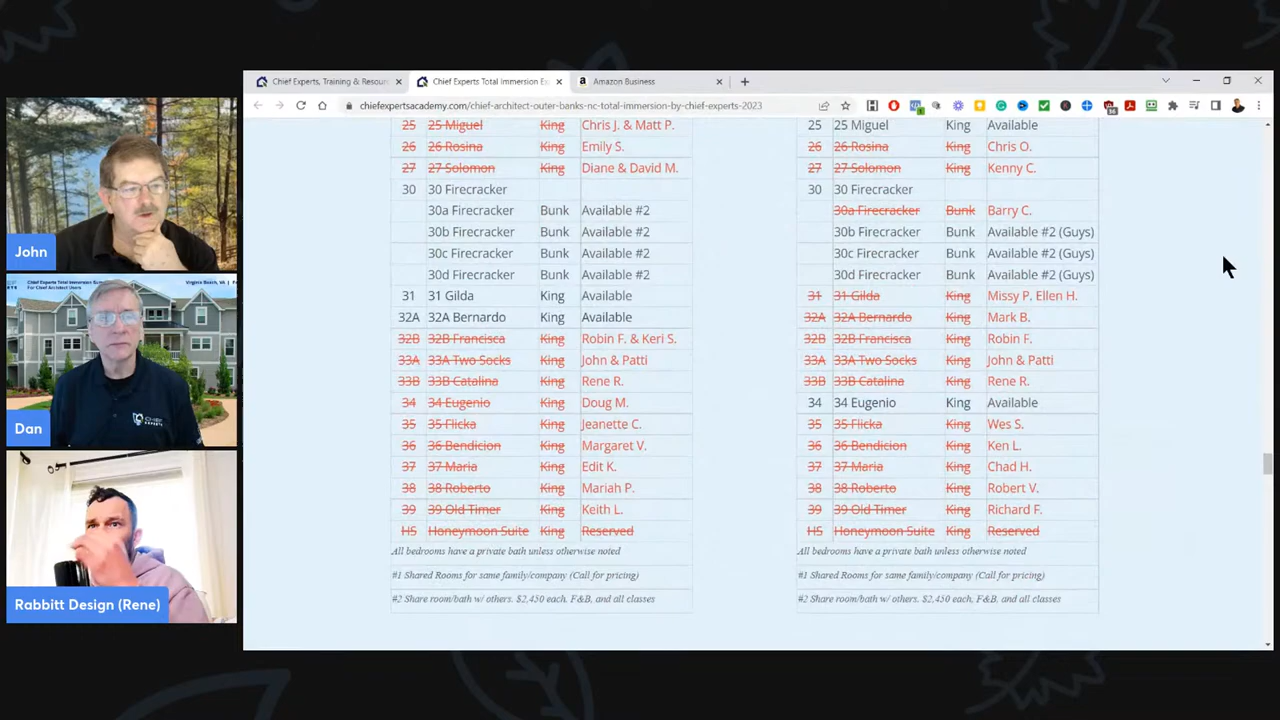 Chief Experts, Training & Resour
Chief Experts Total Immersion Ex
Amazon Business
chiefexpertsacademy.com/chief-architect-outer-banks-nc-total-immersion-by-chief-experts-2023
25 25 Miguel King Chris J. & Matt P.
26 26 Rosina King Emily S.
27 27 Solomon King Diane & David M.
30 30 Firecracker
30a Firecracker Bunk Available #2
30b Firecracker Bunk Available #2
30c Firecracker Bunk Available #2
30d Firecracker Bunk Available #2
31 31 Gilda King Available
32A 32A Bernardo King Available
32B 32B Francisca King Robin F. & Keri S.
33A 33A Two Socks King John & Patti
33B 33B Catalina King Rene R.
34 34 Eugenio King Doug M.
35 35 Flicka King Jeanette C.
36 36 Bendicion King Margaret V.
37 37 Maria King Edit K.
38 38 Roberto King Mariah P.
39 39 Old Timer King Keith L.
HS Honeymoon Suite King Reserved
All bedrooms have a private bath unless otherwise noted
#1 Shared Rooms for same family/company (Call for pricing)
#2 Share room/bath w/ others. $2,450 each, F&B, and all classes
25 25 Miguel King Available
26 26 Rosina King Chris O.
27 27 Solomon King Kenny C.
30 30 Firecracker
30a Firecracker Bunk Barry C.
30b Firecracker Bunk Available #2 (Guys)
30c Firecracker Bunk Available #2 (Guys)
30d Firecracker Bunk Available #2 (Guys)
31 31 Gilda King Missy P, Ellen H.
32A 32A Bernardo King Mark B.
32B 32B Francisca King Robin F.
33A 33A Two Socks King John & Patti
33B 33B Catalina King Rene R.
34 34 Eugenio King Available
35 35 Flicka King Wes S.
36 36 Bendicion King Ken L.
37 37 Maria King Chad H.
38 38 Roberto King Robert V.
39 39 Old Timer King Richard F.
HS Honeymoon Suite King Reserved
All bedrooms have a private bath unless otherwise noted
#1 Shared Rooms for same family/company (Call for pricing)
#2 Share room/bath w/ others. $2,450 each, F&B, and all classes
John
Chief Experts Total Immersion
For Chief Architect Users
Virginia Beach, VA
Dan
Rabbitt Design (Rene)